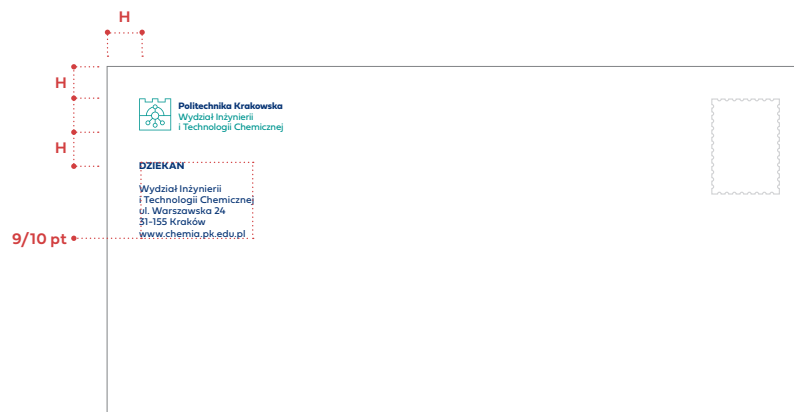 H
H
Politechnika Krakowska
Wydział Inżynierii
i Technologii Chemicznej
H
DZIEKAN
Wydział Inżynierii
i Technologii Chemicznej
ul. Warszawska 24
31-155 Kraków
www.chemia.pk.edu.pl
9/10 pt